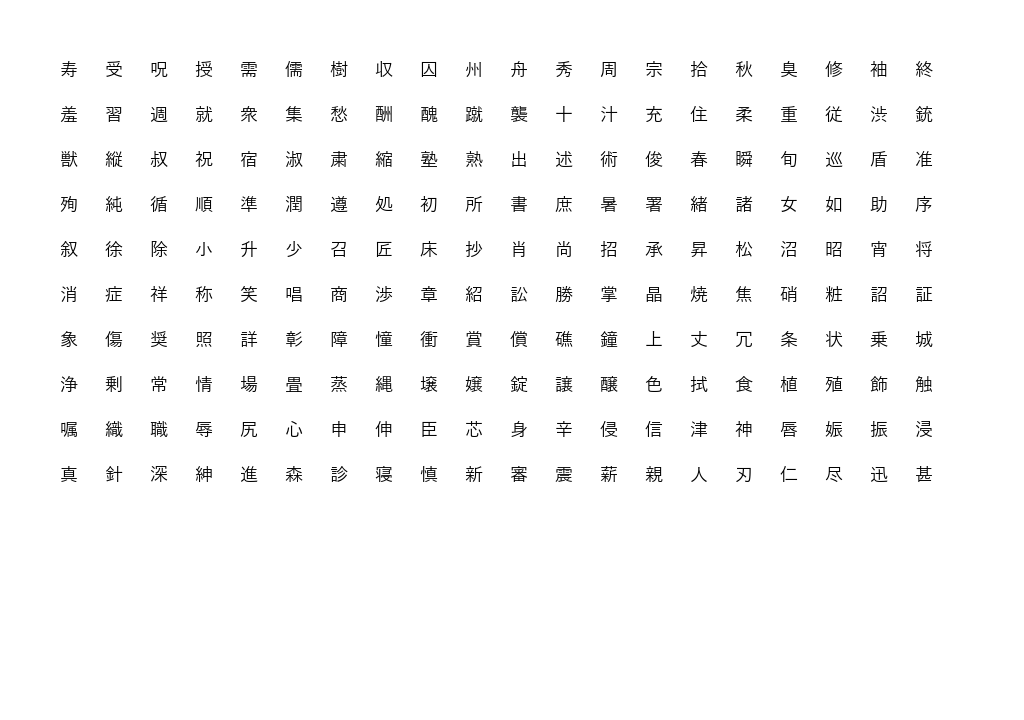 寿 受 呪 授 需 儒 樹 収 囚 州 舟 秀 周 宗 拾 秋 臭 修 袖 終
羞 習 週 就 衆 集 愁 酬 醜 蹴 襲 十 汁 充 住 柔 重 従 渋 銃
獣 縦 叔 祝 宿 淑 粛 縮 塾 熟 出 述 術 俊 春 瞬 旬 巡 盾 准
殉 純 循 順 準 潤 遵 処 初 所 書 庶 暑 署 緒 諸 女 如 助 序
叙 徐 除 小 升 少 召 匠 床 抄 肖 尚 招 承 昇 松 沼 昭 宵 将
消 症 祥 称 笑 唱 商 渉 章 紹 訟 勝 掌 晶 焼 焦 硝 粧 詔 証
象 傷 奨 照 詳 彰 障 憧 衝 賞 償 礁 鐘 上 丈 冗 条 状 乗 城
浄 剰 常 情 場 畳 蒸 縄 壌 嬢 錠 譲 醸 色 拭 食 植 殖 飾 触
嘱 織 職 辱 尻 心 申 伸 臣 芯 身 辛 侵 信 津 神 唇 娠 振 浸
真 針 深 紳 進 森 診 寝 慎 新 審 震 薪 親 人 刃 仁 尽 迅 甚